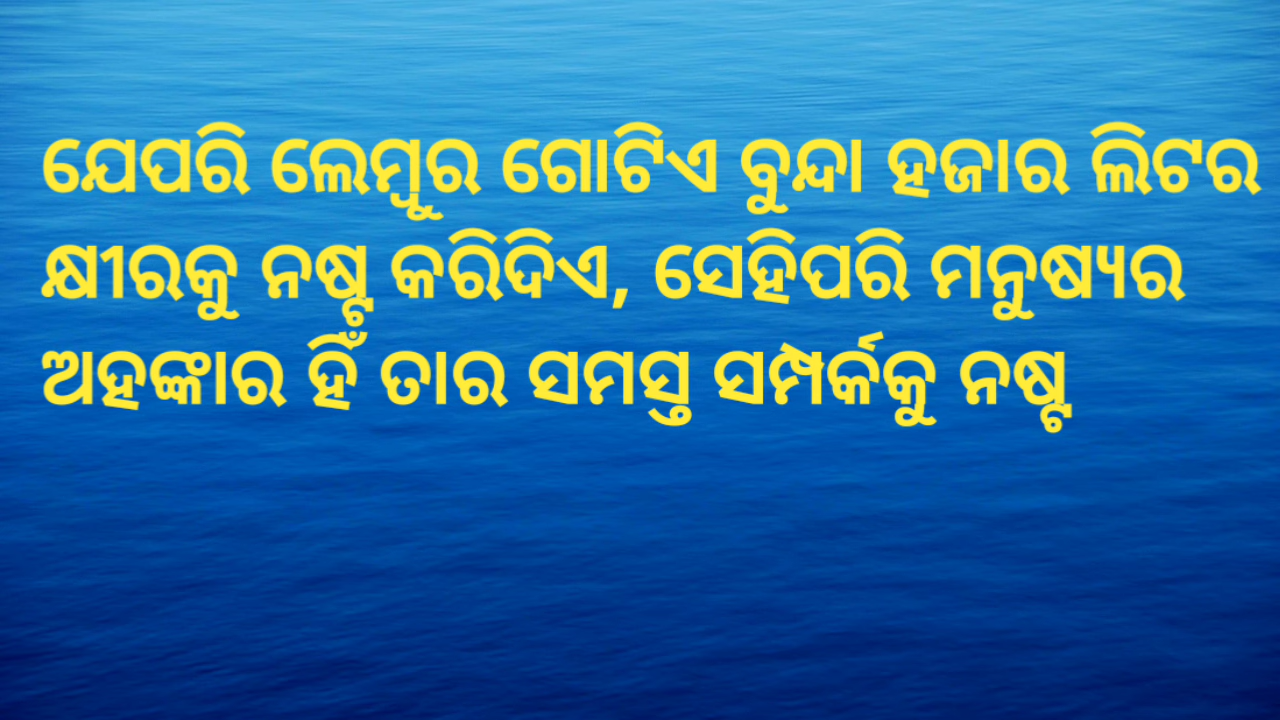 ଯେପରି ଲେମ୍ବୁର ଗୋଟିଏ ବୁନ୍ଦା ହଜାର ଲିଟର
କ୍ଷୀରକୁ ନଷ୍ଟ କରିଦିଏ, ସେହିପରି ମନୁଷ୍ୟର
ଅହଙ୍କାର ହିଁ ତାର ସମସ୍ତ ସମ୍ପର୍କକୁ ନଷ୍ଟ